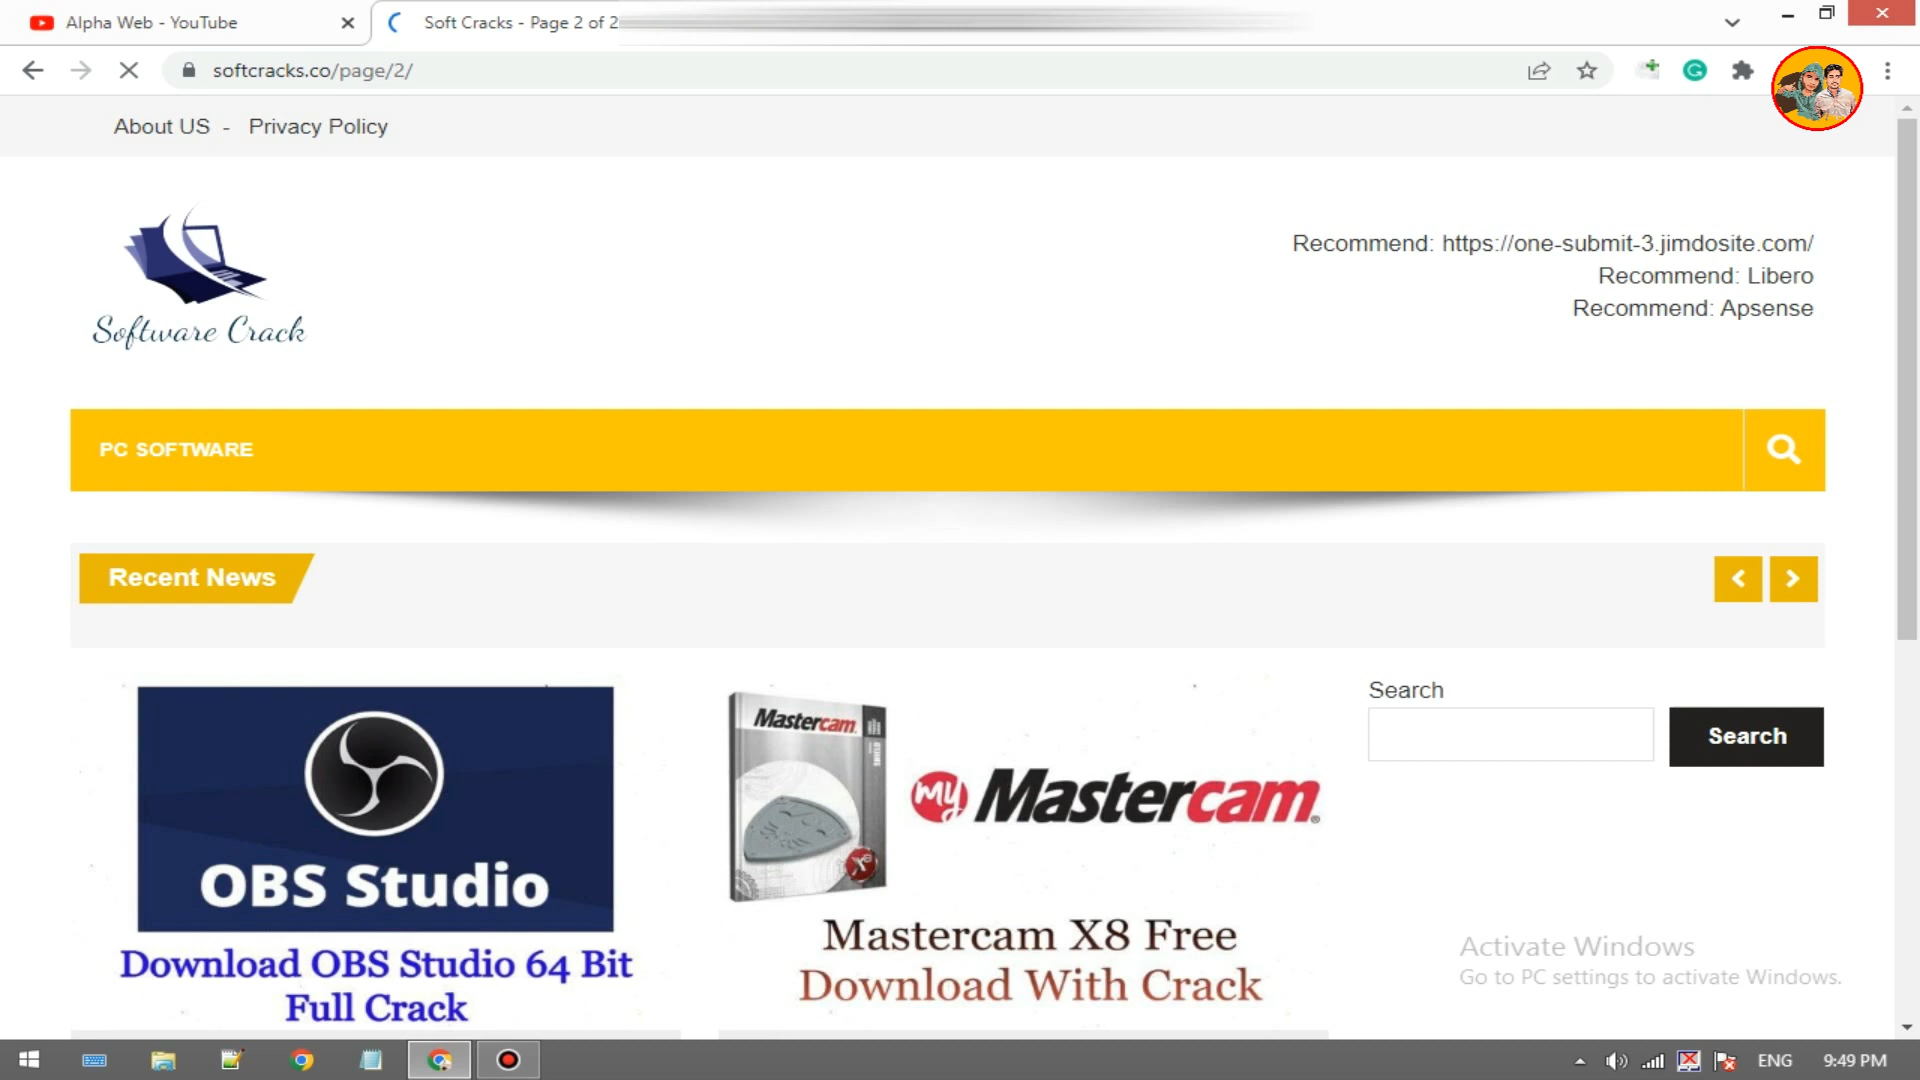 Alpha Web - YouTube
Soft Cracks - Page 2 of 2
softcracks.co/page/2/
About US - Privacy Policy
Software Crack
Recommend: https://one-submit-3.jimdosite.com/
Recommend: Libero
Recommend: Apsense
PC SOFTWARE
Recent News
OBS Studio
Download OBS Studio 64 Bit
Full Crack
Mastercam
X8
my Mastercam®
Mastercam X8 Free
Download With Crack
Search
Search
Activate Windows
Go to PC settings to activate Windows.
ENG
9:49 PM